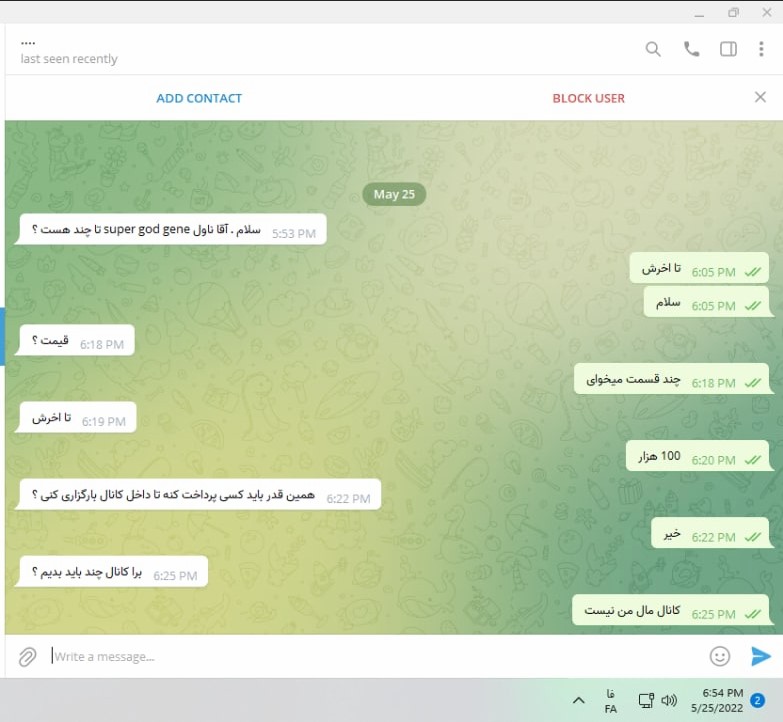 ....
last seen recently
ADD CONTACT
BLOCK USER
May 25
سلام . آقا ناول super god gene تا چند هست ؟ 5:53 PM
تا اخرش 6:05 PM
سلام 6:05 PM
قیمت ؟ 6:18 PM
چند قسمت میخوای 6:18 PM
تا اخرش 6:19 PM
100 هزار 6:20 PM
همین قدر باید کسی پرداخت کنه تا داخل کانال بارگزاری کنی ؟ 6:22 PM
خیر 6:22 PM
برا کانال چند باید بدیم ؟ 6:25 PM
کانال مال من نیست 6:25 PM
Write a message...
فا
FA
6:54 PM
5/25/2022
2